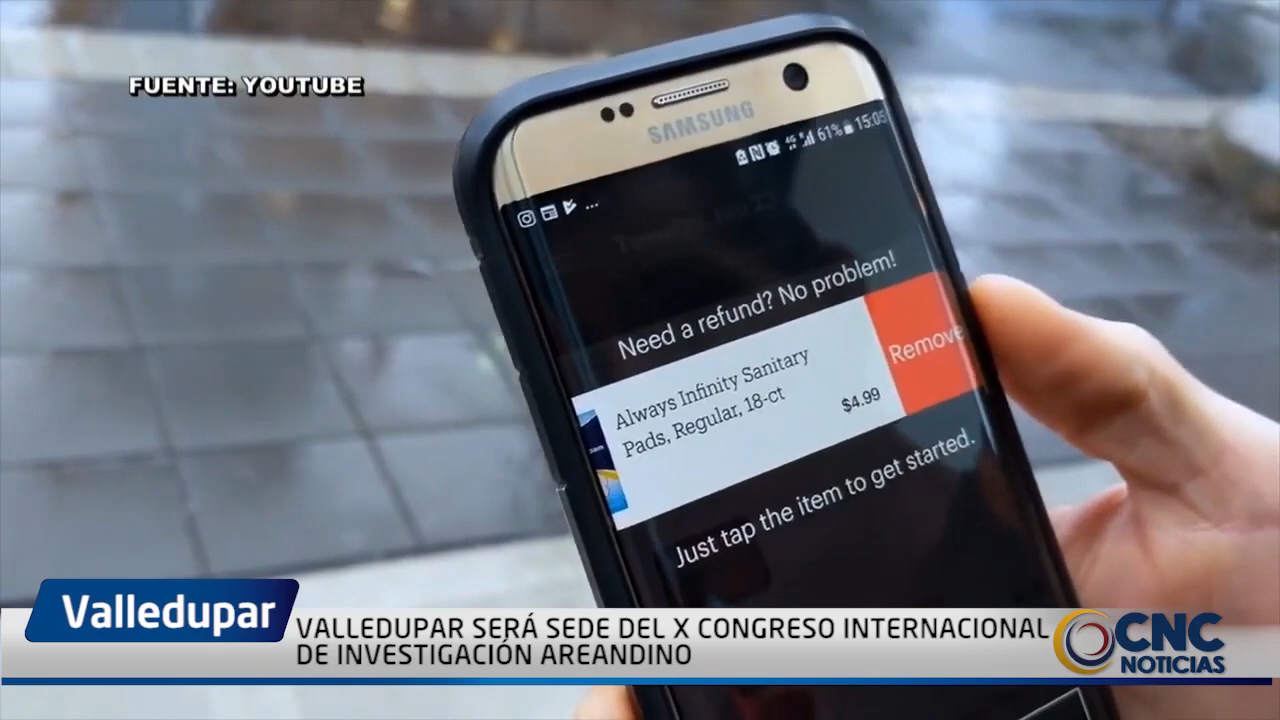 FUENTE: YOUTUBE
SAMSUNG
4G 61% 15:05
Need a refund? No problem!
Always Infinity Sanitary
Pads, Regular, 18-ct
$4.99
Remove
Just tap the item to get started.
Valledupar
VALLEDUPAR SERÁ SEDE DEL X CONGRESO INTERNACIONAL
DE INVESTIGACIÓN AREANDINO
CNC
NOTICIAS